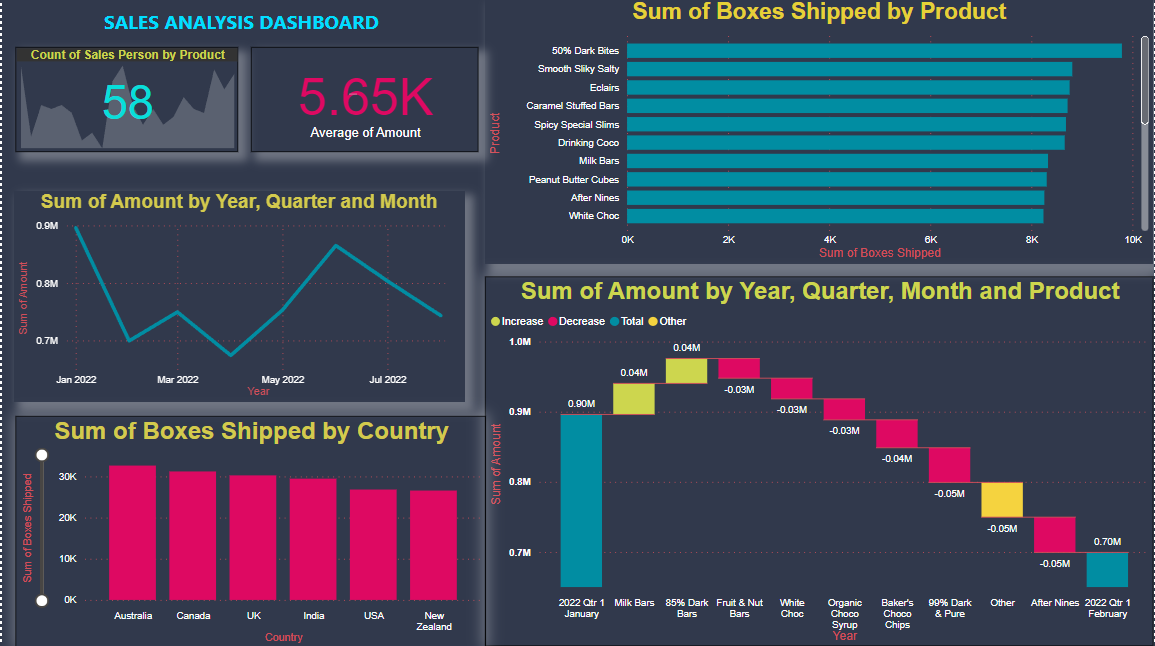 SALES ANALYSIS DASHBOARD
Count of Sales Person by Product
58
5.65K
Average of Amount
Sum of Boxes Shipped by Product
Product
50% Dark Bites
Smooth Sliky Salty
Eclairs
Caramel Stuffed Bars
Spicy Special Slims
Drinking Coco
Milk Bars
Peanut Butter Cubes
After Nines
White Choc
0K 2K 4K 6K 8K 10K
Sum of Boxes Shipped
Sum of Amount by Year, Quarter and Month
Sum of Amount
0.9M
0.8M
0.7M
Jan 2022 Mar 2022 May 2022 Jul 2022
Year
Sum of Boxes Shipped by Country
Sum of Boxes Shipped
30K
20K
10K
0K
Australia Canada UK India USA New
Zealand
Country
Sum of Amount by Year, Quarter, Month and Product
Increase Decrease Total Other
Sum of Amount
1.0M
0.9M
0.8M
0.7M
0.90M
0.04M
0.04M
-0.03M
-0.03M
-0.03M
-0.04M
-0.05M
-0.05M
-0.05M
0.70M
2022 Qtr 1 Milk Bars 85% Dark Fruit & Nut White Organic Baker's 99% Dark Other After Nines 2022 Qtr 1
January Bars Bars Choc Choco Choco & Pure February
Syrup Chips
Year